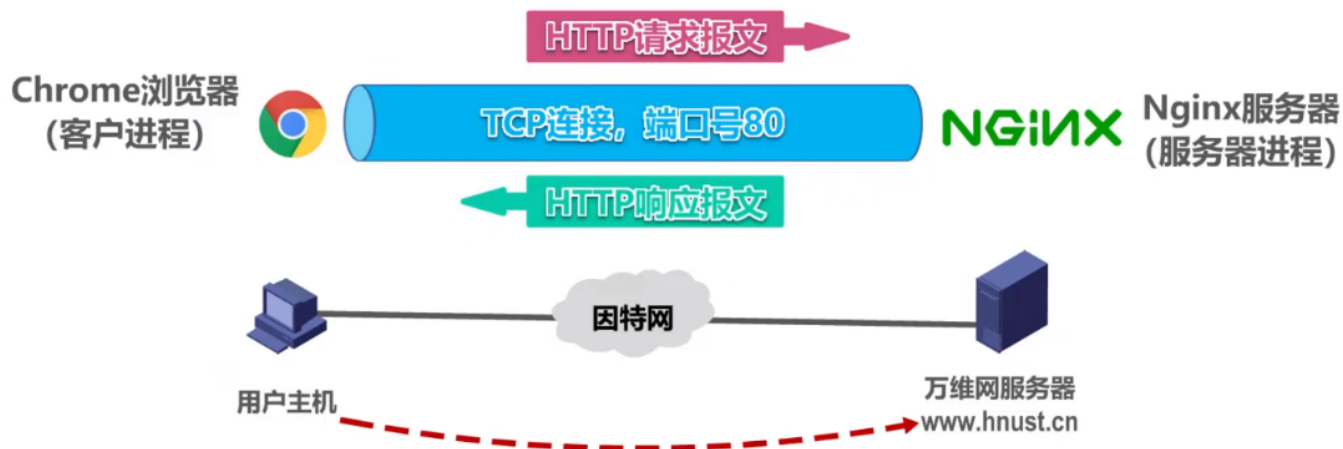 HTTP请求报文
Chrome浏览器
（客户进程）
TCP连接，端口号80
NGINX
Nginx服务器
（服务器进程）
HTTP响应报文
因特网
用户主机
万维网服务器
www.hnust.cn